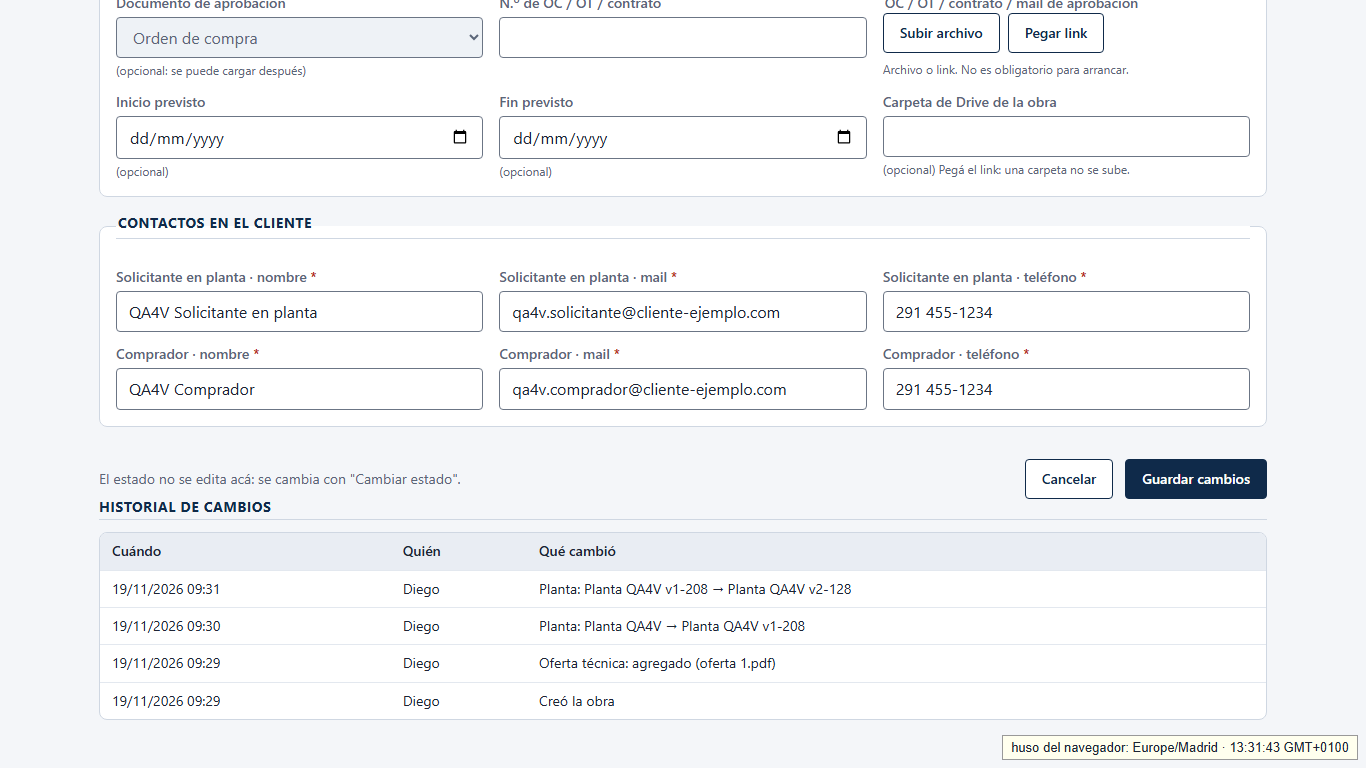 Documento de aprobación
N.º de OC / OT / contrato
OC / OT / contrato / mail de aprobación
Orden de compra
Subir archivo
Pegar link
(opcional: se puede cargar después)
Archivo o link. No es obligatorio para arrancar.
Inicio previsto
Fin previsto
Carpeta de Drive de la obra
dd/mm/yyyy
dd/mm/yyyy
(opcional)
(opcional)
(opcional) Pegá el link: una carpeta no se sube.
CONTACTOS EN EL CLIENTE
Solicitante en planta · nombre *
Solicitante en planta · mail *
Solicitante en planta · teléfono *
QA4V Solicitante en planta
qa4v.solicitante@cliente-ejemplo.com
291 455-1234
Comprador · nombre *
Comprador · mail *
Comprador · teléfono *
QA4V Comprador
qa4v.comprador@cliente-ejemplo.com
291 455-1234
El estado no se edita acá: se cambia con "Cambiar estado".
Cancelar
Guardar cambios
HISTORIAL DE CAMBIOS
Cuándo Quién Qué cambió
19/11/2026 09:31 Diego Planta: Planta QA4V v1-208 → Planta QA4V v2-128
19/11/2026 09:30 Diego Planta: Planta QA4V → Planta QA4V v1-208
19/11/2026 09:29 Diego Oferta técnica: agregado (oferta 1.pdf)
19/11/2026 09:29 Diego Creó la obra
huso del navegador: Europe/Madrid · 13:31:43 GMT+0100